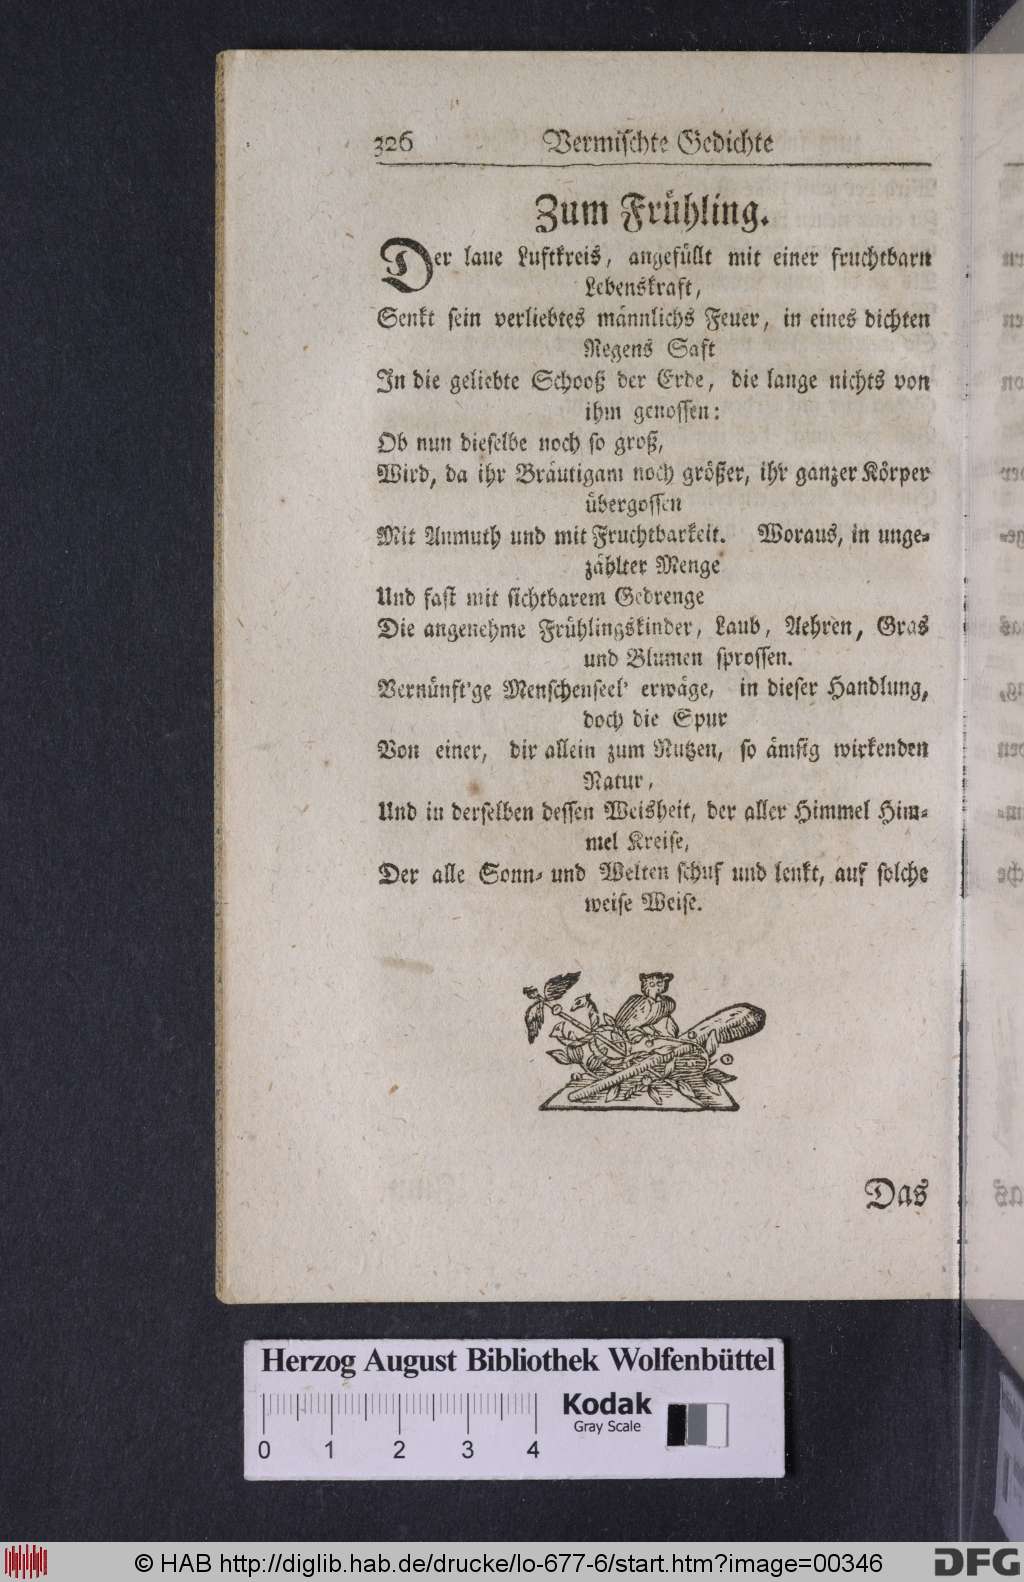 326 Vermischte Gedichte
Zum Frühling.
Der laue Luftkreis, angefüllt mit einer fruchtbarn
Lebenskraft,
Senkt sein verliebtes männlichs Feuer, in eines dichten
Regens Saft
In die geliebte Schooß der Erde, die lange nichts von
ihm genossen:
Ob nun dieselbe noch so groß,
Wird, da ihr Bräutigam noch größer, ihr ganzer Körper
übergossen
Mit Anmuth und mit Fruchtbarkeit. Woraus, in unge-
zählter Menge
Und fast mit sichtbarem Gedrenge
Die angenehme Frühlingskinder, Laub, Aehren, Gras
und Blumen sprossen.
Vernünft'ge Menschenseel' erwäge, in dieser Handlung,
doch die Spur
Von einer, dir allein zum Nutzen, so ämsig wirkenden
Natur,
Und in derselben dessen Weisheit, der aller Himmel Him-
mel Kreise,
Der alle Sonn- und Welten schuf und lenkt, auf solche
weise Weise.
Das
Herzog August Bibliothek Wolfenbüttel
Kodak
Gray Scale
0 1 2 3 4
© HAB http://diglib.hab.de/drucke/lo-677-6/start.htm?image=00346
DFG